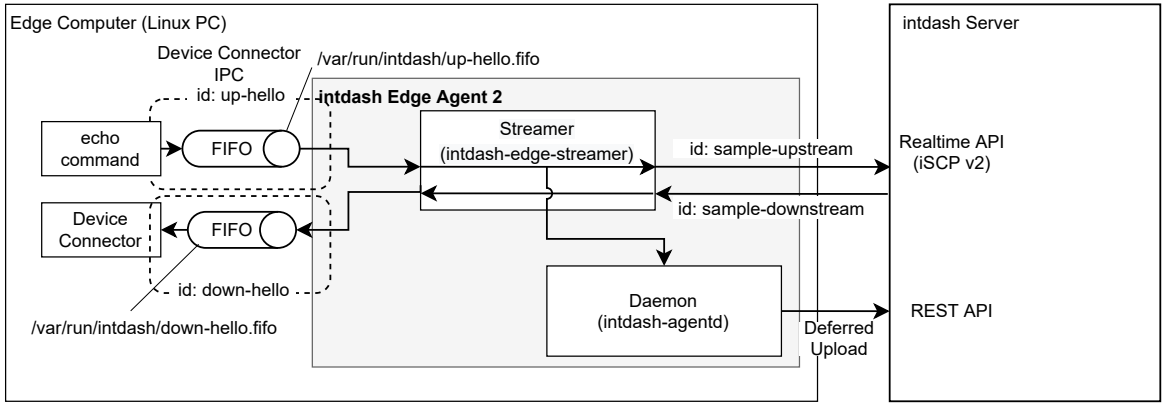 Edge Computer (Linux PC)
intdash Server
Device Connector
IPC
id: up-hello
/var/run/intdash/up-hello.fifo
intdash Edge Agent 2
echo
command
FIFO
Streamer
(intdash-edge-streamer)
id: sample-upstream
Realtime API
(iSCP v2)
Device
Connector
FIFO
id: sample-downstream
id: down-hello
/var/run/intdash/down-hello.fifo
Daemon
(intdash-agentd)
Deferred
Upload
REST API